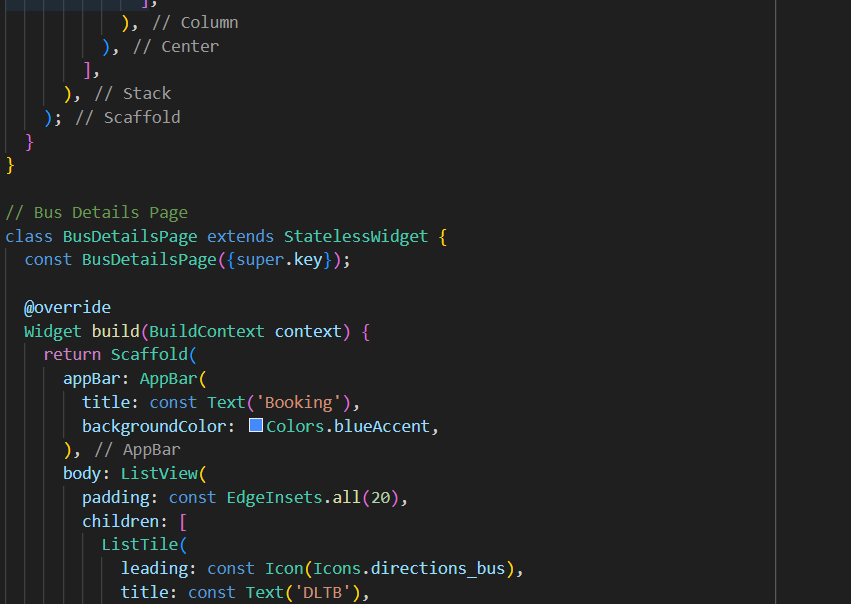 ],
), // Column
), // Center
],
), // Stack
); // Scaffold
}
}
// Bus Details Page
class BusDetailsPage extends StatelessWidget {
const BusDetailsPage({super.key});
@override
Widget build(BuildContext context) {
return Scaffold(
appBar: AppBar(
title: const Text('Booking'),
backgroundColor: Colors.blueAccent,
), // AppBar
body: ListView(
padding: const EdgeInsets.all(20),
children: [
ListTile(
leading: const Icon(Icons.directions_bus),
title: const Text('DLTB'),